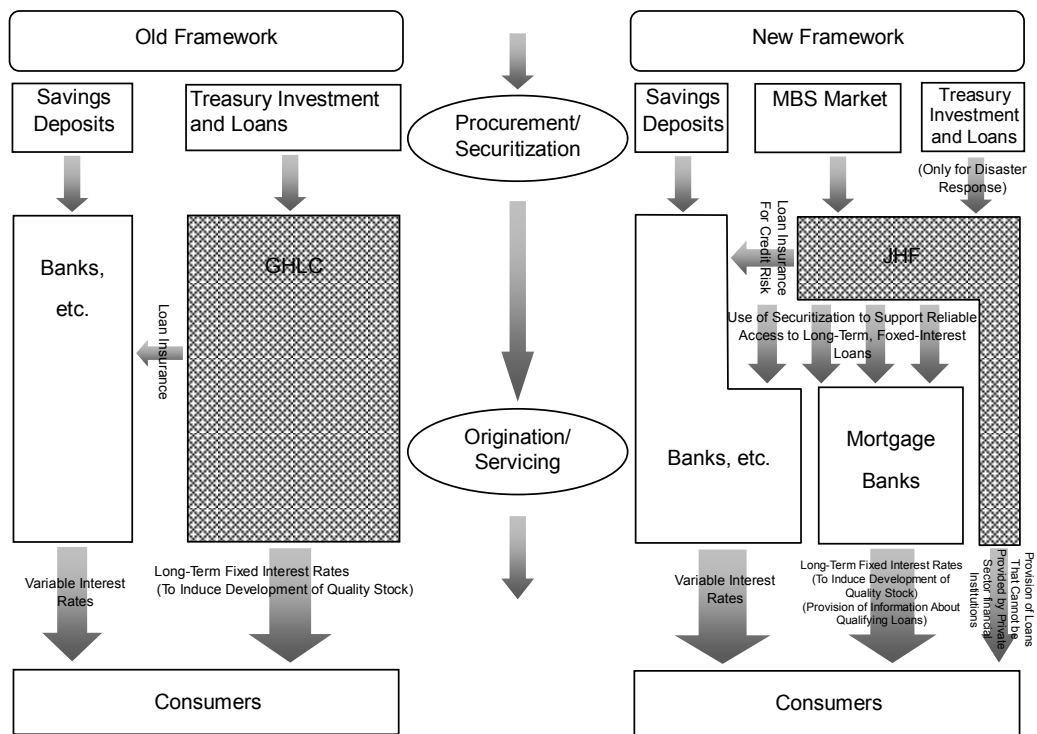 Old Framework
Savings
Deposits
Treasury Investment
and Loans
Banks,
etc.
Loan Insurance
GHLC
Variable Interest
Rates
Long-Term Fixed Interest Rates
(To Induce Development of Quality Stock)
Consumers
Procurement/
Securitization
Origination/
Servicing
New Framework
Savings
Deposits
MBS Market
Treasury
Investment
and Loans
(Only for Disaster
Response)
Loan Insurance
For Credit Risk
JHF
Use of Securitization to Support Reliable
Access to Long-Term, Foxed-Interest
Loans
Banks, etc.
Mortgage
Banks
Variable Interest
Rates
Long-Term Fixed Interest Rates
(To Induce Development of
Quality Stock)
(Provision of Information About
Qualifying Loans)
Provision of Loans
That Cannot be
Provided by Private
Sector financial
Institutions
Consumers